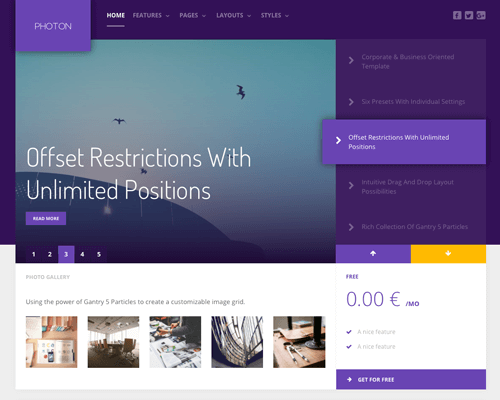 PHOTON
HOME FEATURES PAGES LAYOUTS STYLES
Corporate & Business Oriented
Template
Six Presets With Individual Settings
Offset Restrictions With Unlimited
Positions
Intuitive Drag And Drop Layout
Possibilities
Rich Collection Of Gantry 5 Particles
Offset Restrictions With
Unlimited Positions
READ MORE
1 2 3 4 5
PHOTO GALLERY
Using the power of Gantry 5 Particles to create a customizable image grid.
FREE
0.00 € /MO
A nice feature
A nice feature
GET FOR FREE